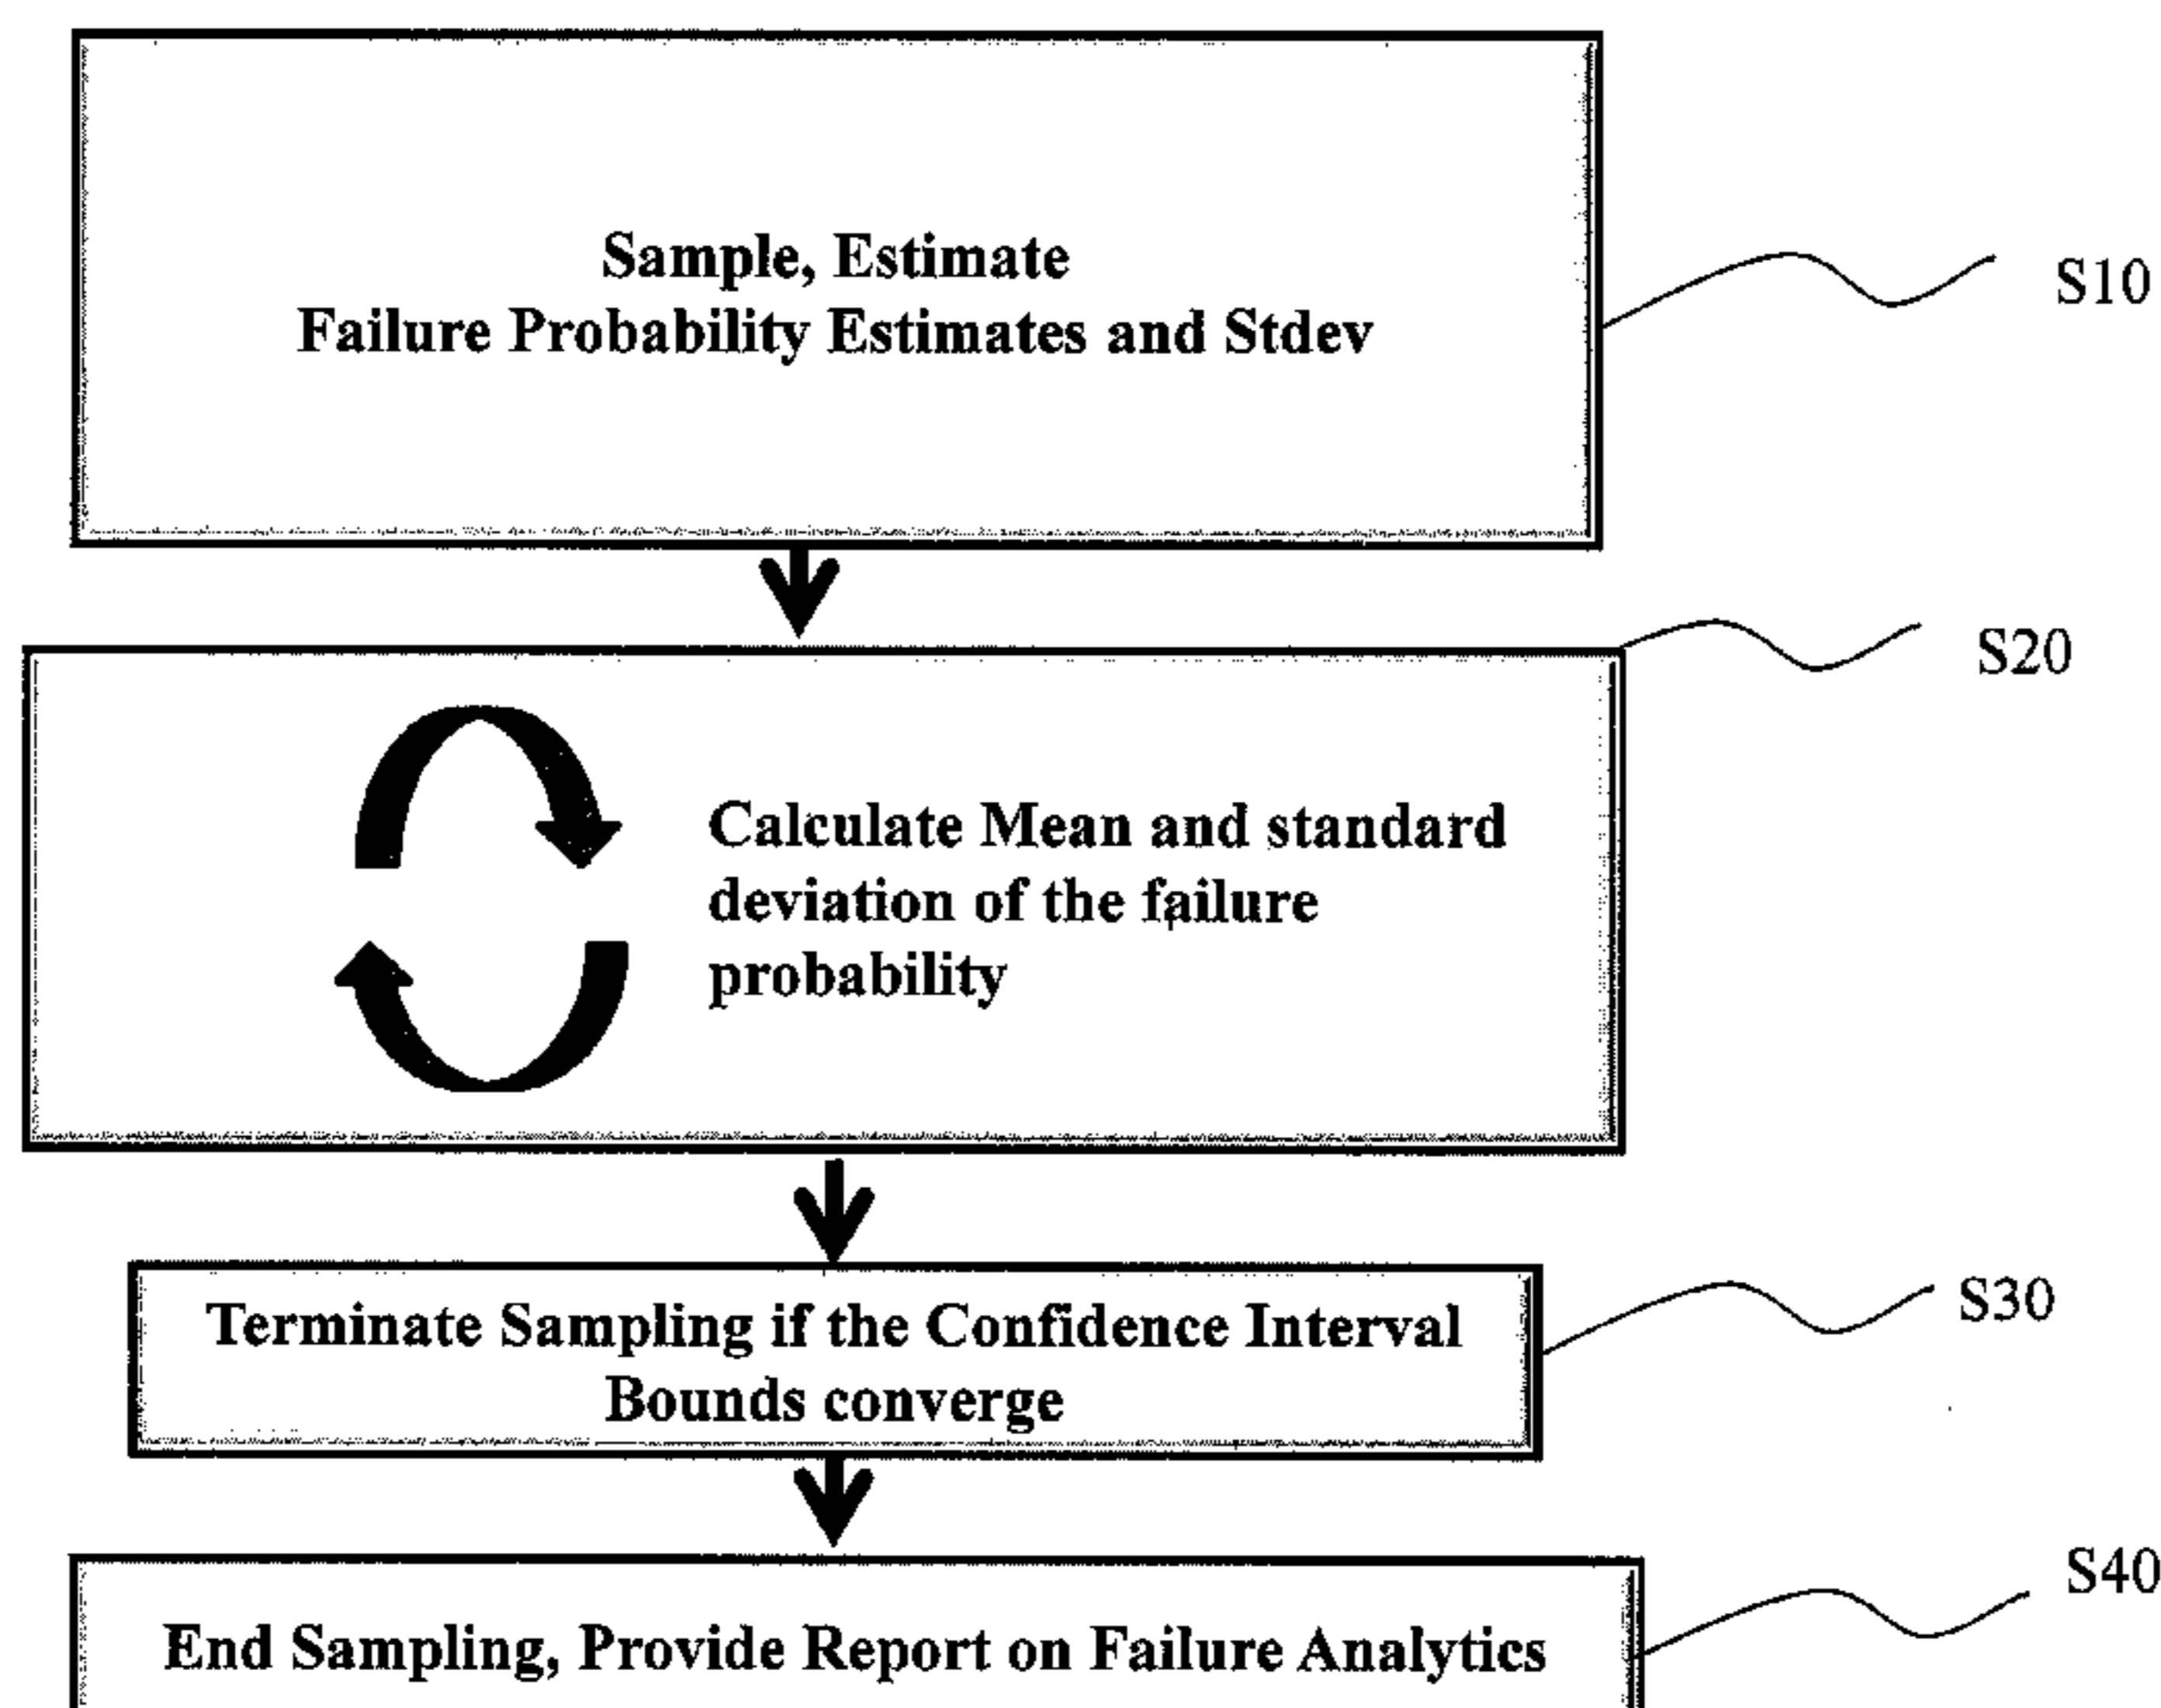 Sample, Estimate
Failure Probability Estimates and Stdev
S10
S20
Calculate Mean and standard
deviation of the failure
probability
Terminate Sampling if the Confidence Interval
Bounds converge
S30
End Sampling, Provide Report on Failure Analytics
S40